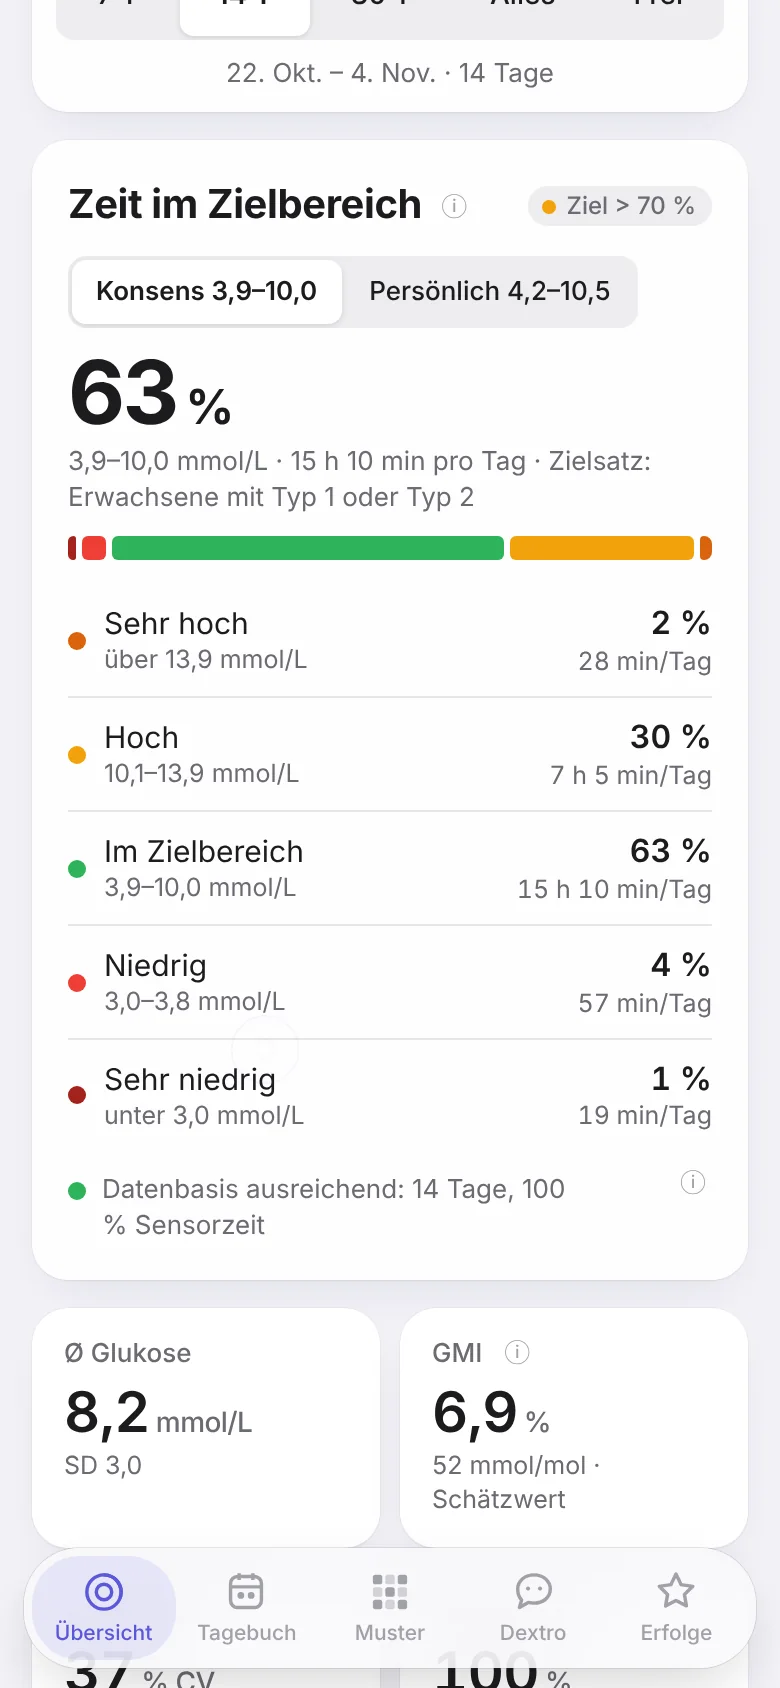 22. Okt. – 4. Nov. · 14 Tage
Zeit im Zielbereich
Ziel > 70 %
Konsens 3,9–10,0
Persönlich 4,2–10,5
63 %
3,9–10,0 mmol/L · 15 h 10 min pro Tag · Zielsatz:
Erwachsene mit Typ 1 oder Typ 2
Sehr hoch
2 %
über 13,9 mmol/L
28 min/Tag
Hoch
30 %
10,1–13,9 mmol/L
7 h 5 min/Tag
Im Zielbereich
63 %
3,9–10,0 mmol/L
15 h 10 min/Tag
Niedrig
4 %
3,0–3,8 mmol/L
57 min/Tag
Sehr niedrig
1 %
unter 3,0 mmol/L
19 min/Tag
Datenbasis ausreichend: 14 Tage, 100
% Sensorzeit
Ø Glukose
8,2 mmol/L
SD 3,0
GMI
6,9 %
52 mmol/mol ·
Schätzwert
Übersicht
Tagebuch
Muster
Dextro
Erfolge
37 % CV
100 %